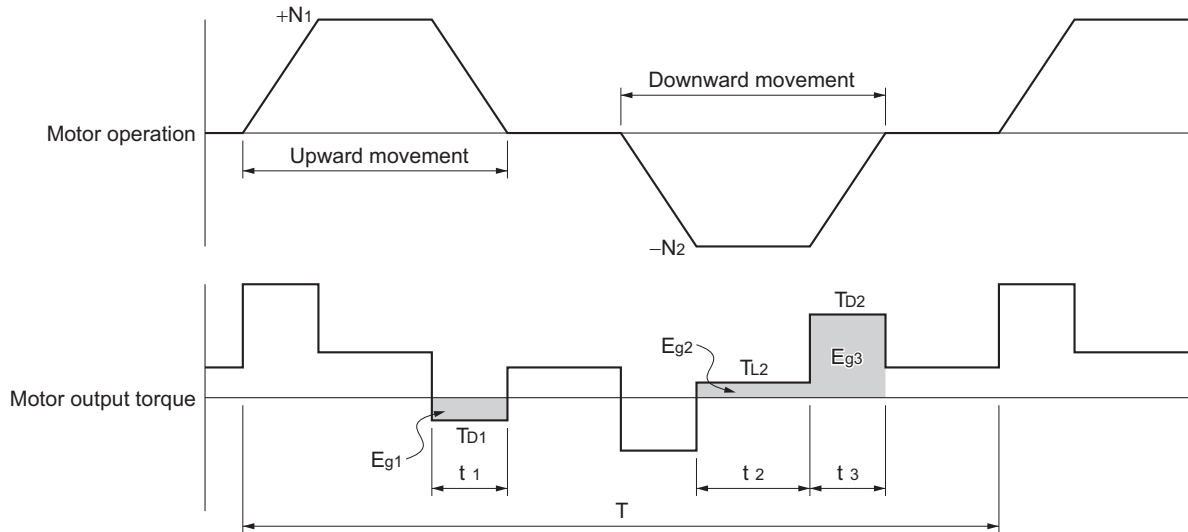 +N1
Downward movement
Motor operation
Upward movement
–N2
TD2
Eg2
TL2
Eg3
Motor output torque
TD1
Eg1
t 1
t 2
t 3
T